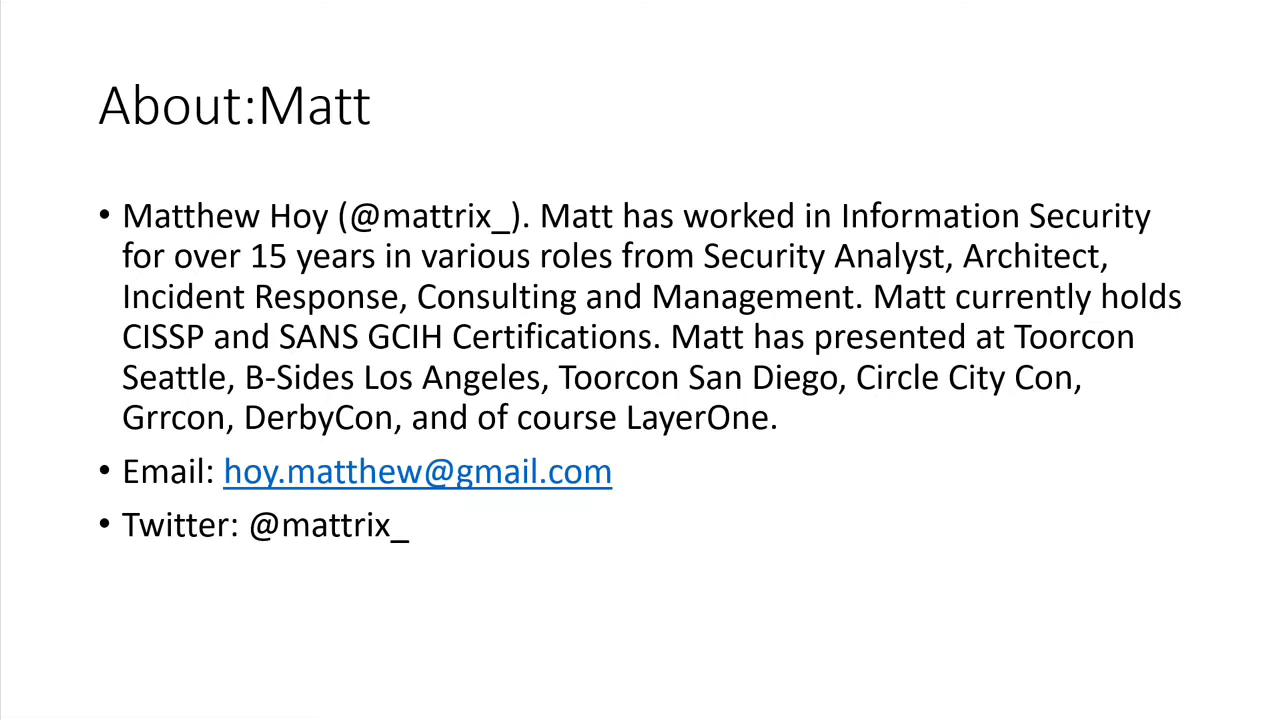 About:Matt
• Matthew Hoy (@mattrix_). Matt has worked in Information Security
for over 15 years in various roles from Security Analyst, Architect,
Incident Response, Consulting and Management. Matt currently holds
CISSP and SANS GCIH Certifications. Matt has presented at Toorcon
Seattle, B-Sides Los Angeles, Toorcon San Diego, Circle City Con,
Grrcon, DerbyCon, and of course LayerOne.
• Email: hoy.matthew@gmail.com
• Twitter: @mattrix_